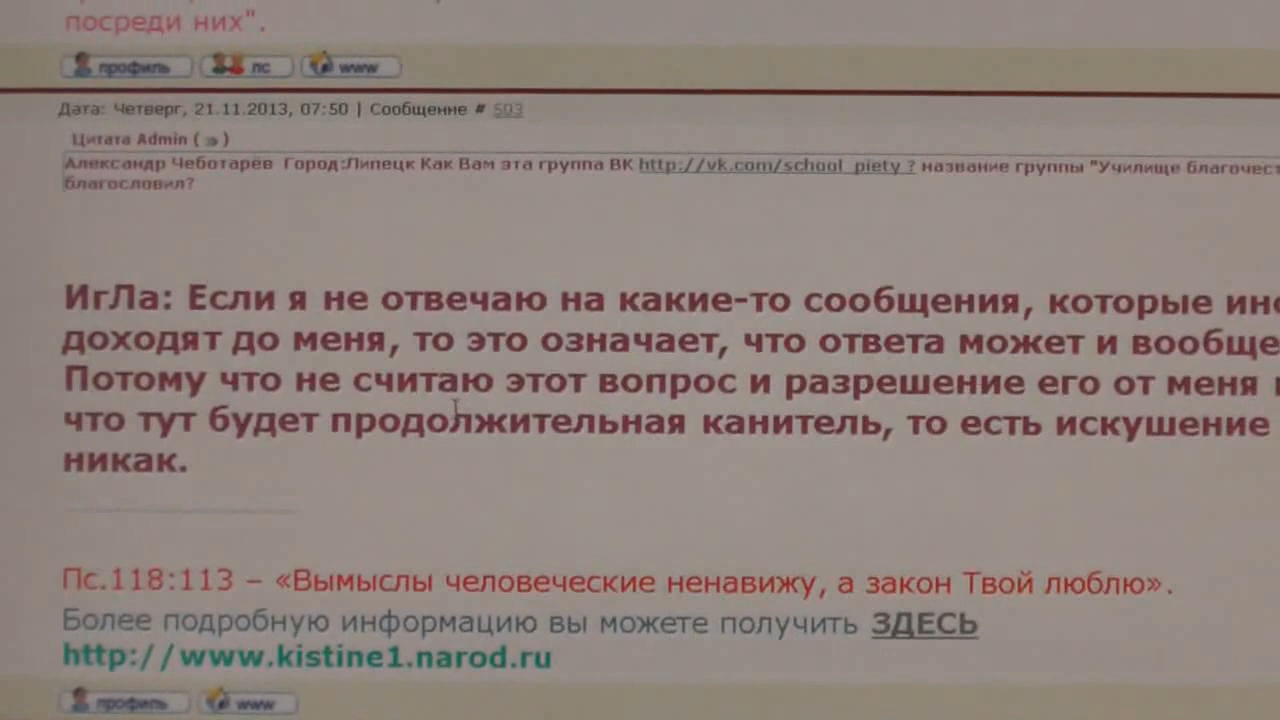 посреди них".
профиль пс www
Дата: Четверг, 21.11.2013, 07:50 | Сообщение # 503
Цитата Admin ( )
Александр Чеботарёв Город:Липецк Как Вам эта группа ВК http://vk.com/school_piety ? название группы "Училище благочест
благословил?
ИгЛа: Если я не отвечаю на какие-то сообщения, которые ин
доходят до меня, то это означает, что ответа может и вообще
Потому что не считаю этот вопрос и разрешение его от меня
что тут будет продолжительная канитель, то есть искушение
никак.
Пс.118:113 – «Вымыслы человеческие ненавижу, а закон Твой люблю».
Более подробную информацию вы можете получить ЗДЕСЬ
http://www.kistine1.narod.ru
профиль www